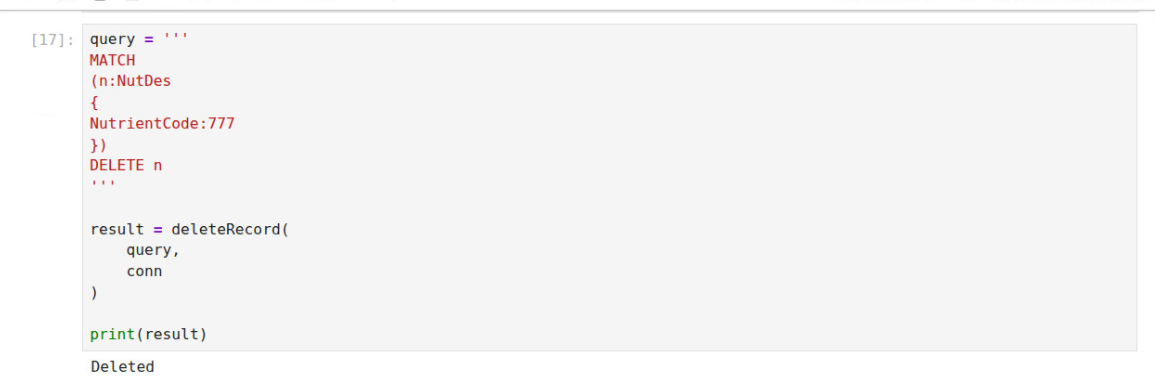 [17]: query = '''
MATCH
(n:NutDes
{
NutrientCode:777
})
DELETE n
'''
result = deleteRecord(
    query,
    conn
)
print(result)
Deleted